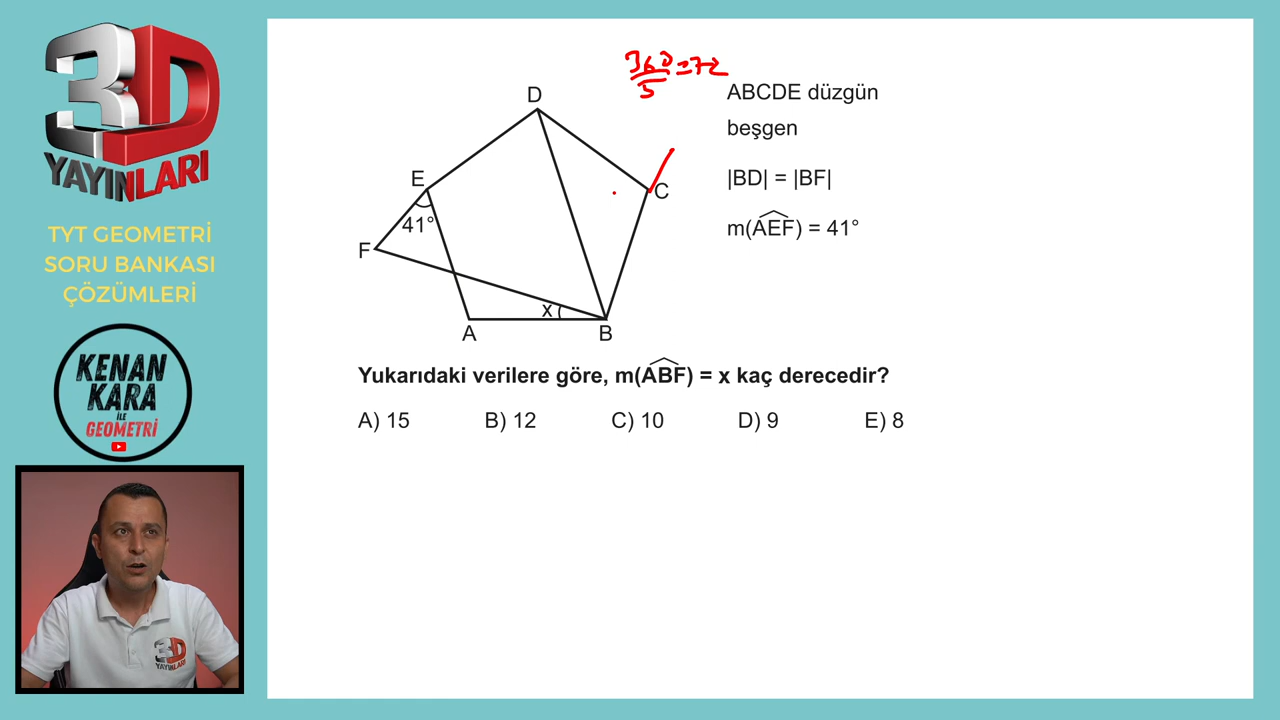 3D
YAYINLARI
TYT GEOMETRİ
SORU BANKASI
ÇÖZÜMLERİ
KENAN
KARA
İLE
GEOMETRİ
3D
YAYINLARI
360/5 = 72
D
E
C
41°
F
x
A
B
ABCDE düzgün
beşgen
|BD| = |BF|
m(AEF) = 41°
Yukarıdaki verilere göre, m(ABF) = x kaç derecedir?
A) 15 B) 12 C) 10 D) 9 E) 8